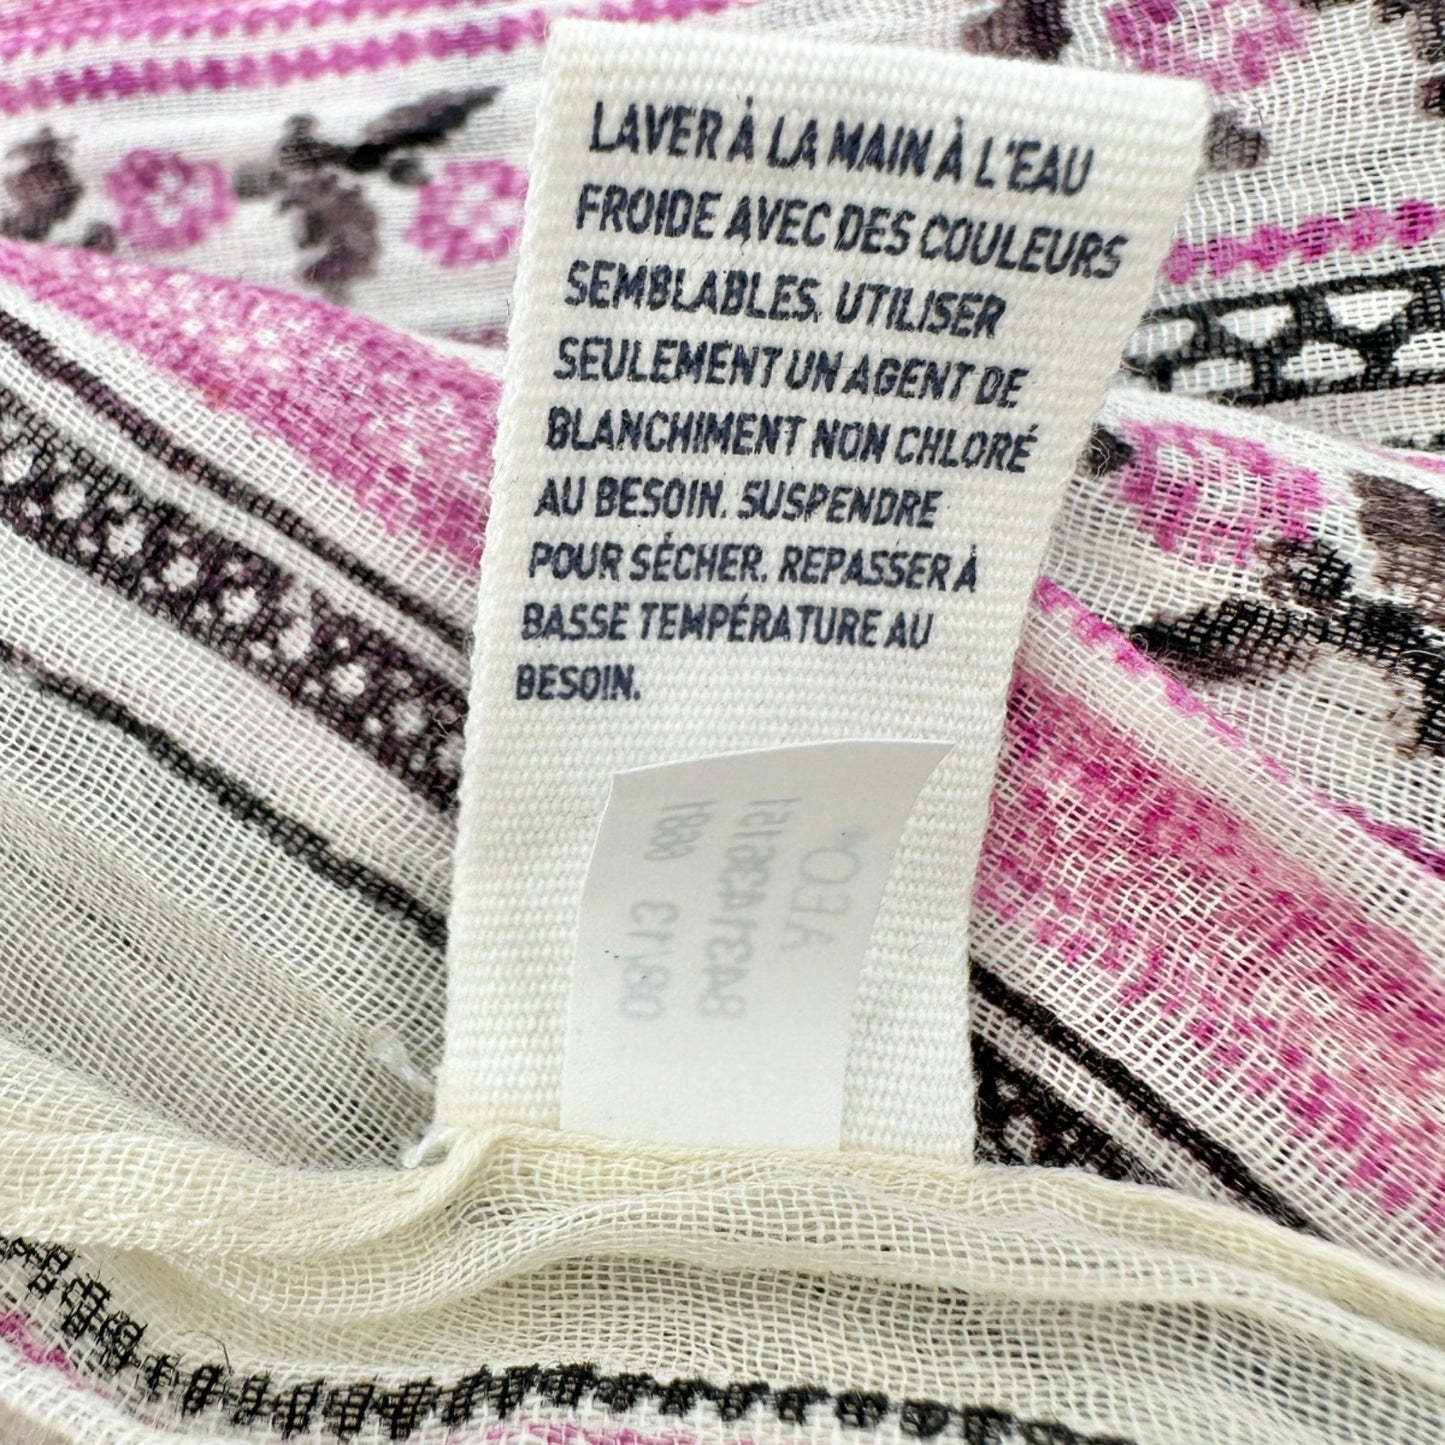 LAVER À LA MAIN À L'EAU
FROIDE AVEC DES COULEURS
SEMBLABLES. UTILISER
SEULEMENT UN AGENT DE
BLANCHIMENT NON CHLORÉ
AU BESOIN. SUSPENDRE
POUR SÉCHER. REPASSER À
BASSE TEMPÉRATURE AU
BESOIN.